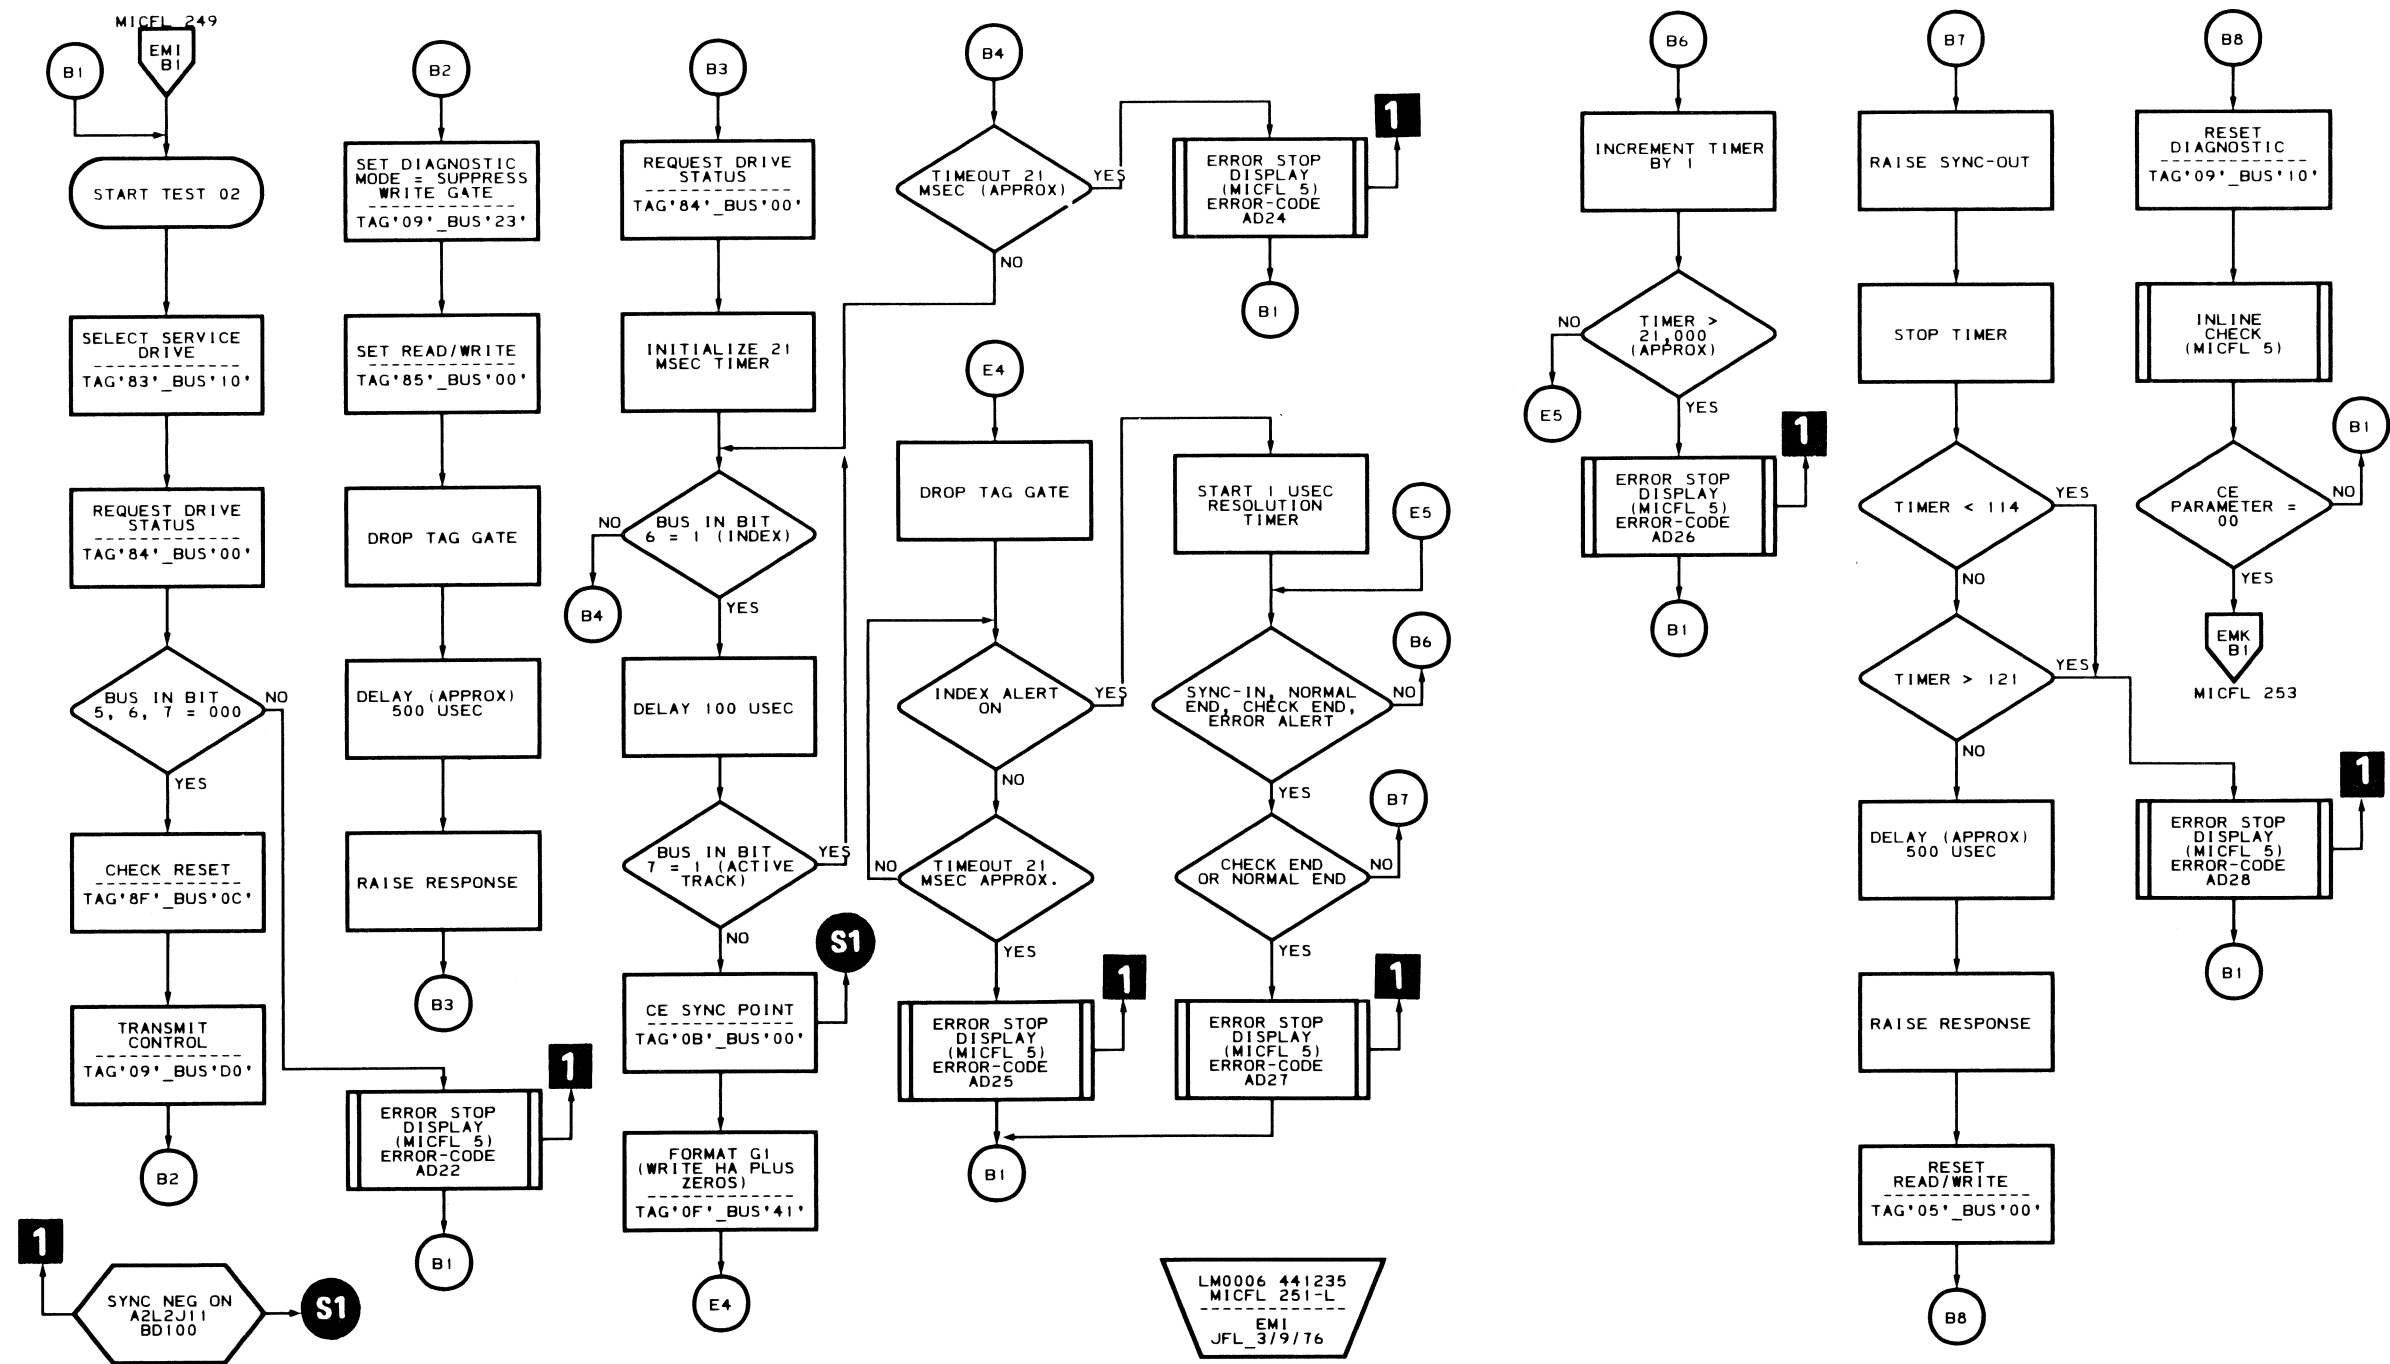 MICFL 249
EMI
B1
B1
START TEST 02
SELECT SERVICE
DRIVE
TAG'83'_BUS'10'
REQUEST DRIVE
STATUS
TAG'84'_BUS'00'
BUS IN BIT
5, 6, 7 = 000
NO
YES
CHECK RESET
TAG'8F'_BUS'0C'
TRANSMIT
CONTROL
TAG'09'_BUS'D0'
B2
1
SYNC NEG ON
A2L2J11
BD100
S1
B2
SET DIAGNOSTIC
MODE = SUPPRESS
WRITE GATE
TAG'09'_BUS'23'
SET READ/WRITE
TAG'85'_BUS'00'
DROP TAG GATE
DELAY (APPROX)
500 USEC
RAISE RESPONSE
B3
1
ERROR STOP
DISPLAY
(MICFL 5)
ERROR-CODE
AD22
B1
B3
REQUEST DRIVE
STATUS
TAG'84'_BUS'00'
INITIALIZE 21
MSEC TIMER
BUS IN BIT
6 = 1 (INDEX)
NO
B4
YES
DELAY 100 USEC
BUS IN BIT
7 = 1 (ACTIVE
TRACK)
YES
NO
S1
CE SYNC POINT
TAG'0B'_BUS'00'
FORMAT G1
(WRITE HA PLUS
ZEROS)
TAG'0F'_BUS'41'
E4
B4
TIMEOUT 21
MSEC (APPROX)
YES
NO
1
ERROR STOP
DISPLAY
(MICFL 5)
ERROR-CODE
AD24
B1
E4
DROP TAG GATE
INDEX ALERT
ON
YES
NO
TIMEOUT 21
MSEC APPROX.
NO
YES
1
ERROR STOP
DISPLAY
(MICFL 5)
ERROR-CODE
AD25
B1
START 1 USEC
RESOLUTION
TIMER
E5
SYNC-IN, NORMAL
END, CHECK END,
ERROR ALERT
NO
B6
YES
CHECK END
OR NORMAL END
NO
B7
YES
1
ERROR STOP
DISPLAY
(MICFL 5)
ERROR-CODE
AD27
LM0006 441235
MICFL 251-L
EMI
JFL_3/9/76
B6
INCREMENT TIMER
BY 1
TIMER >
21,000
(APPROX)
NO
E5
YES
1
ERROR STOP
DISPLAY
(MICFL 5)
ERROR-CODE
AD26
B1
B7
RAISE SYNC-OUT
STOP TIMER
TIMER < 114
YES
NO
TIMER > 121
YES
NO
DELAY (APPROX)
500 USEC
RAISE RESPONSE
RESET
READ/WRITE
TAG'05'_BUS'00'
B8
B8
RESET
DIAGNOSTIC
TAG'09'_BUS'10'
INLINE
CHECK
(MICFL 5)
CE
PARAMETER =
00
NO
B1
YES
EMK
B1
MICFL 253
1
ERROR STOP
DISPLAY
(MICFL 5)
ERROR-CODE
AD28
B1